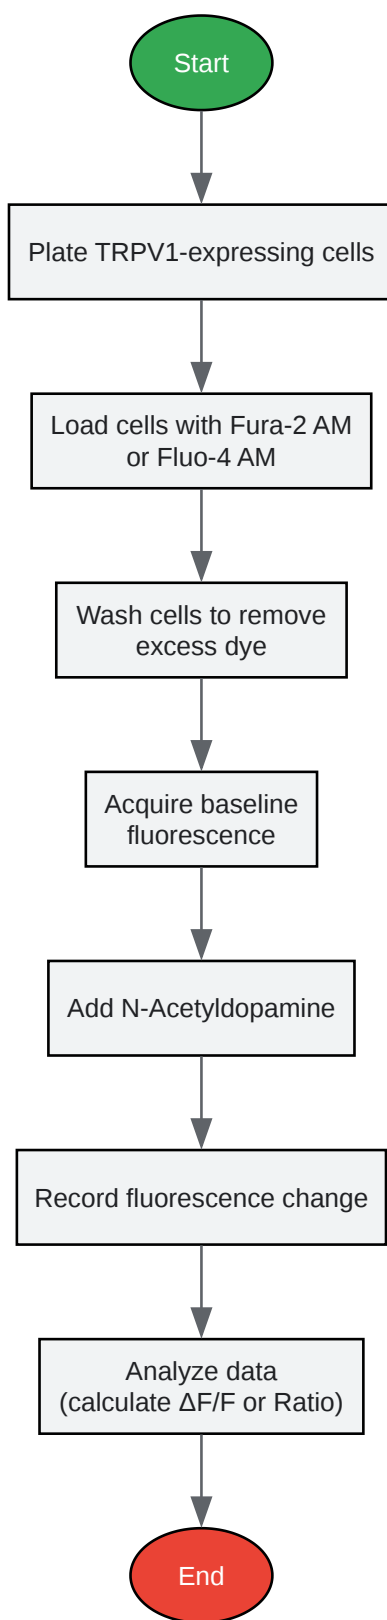 Start
Plate TRPV1-expressing cells
Load cells with Fura-2 AM
or Fluo-4 AM
Wash cells to remove
excess dye
Acquire baseline
fluorescence
Add N-Acetyldopamine
Record fluorescence change
Analyze data
(calculate ΔF/F or Ratio)
End